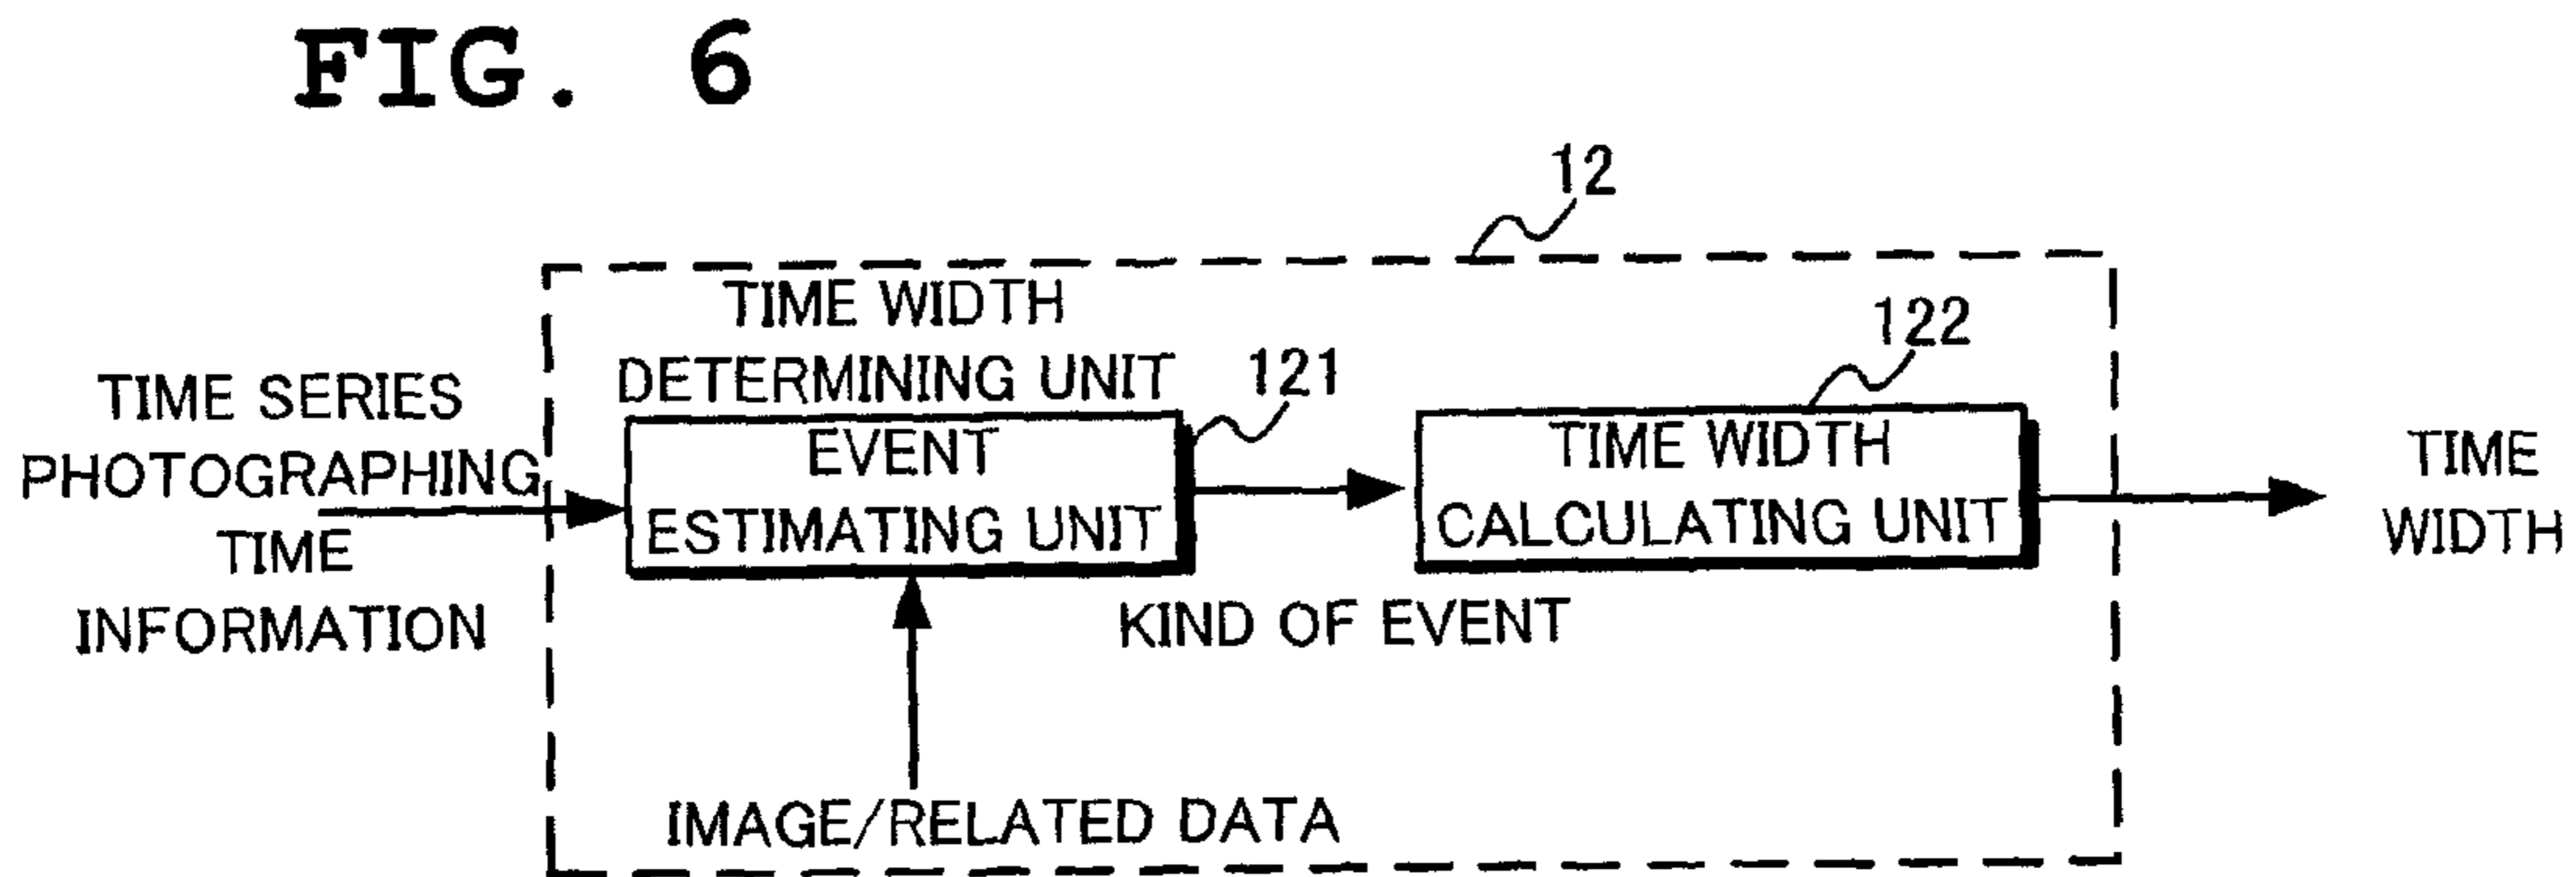 FIG. 6
12
TIME WIDTH
DETERMINING UNIT
121
122
TIME SERIES
PHOTOGRAPHING
TIME
INFORMATION
EVENT
ESTIMATING UNIT
TIME WIDTH
CALCULATING UNIT
TIME
WIDTH
KIND OF EVENT
IMAGE/RELATED DATA